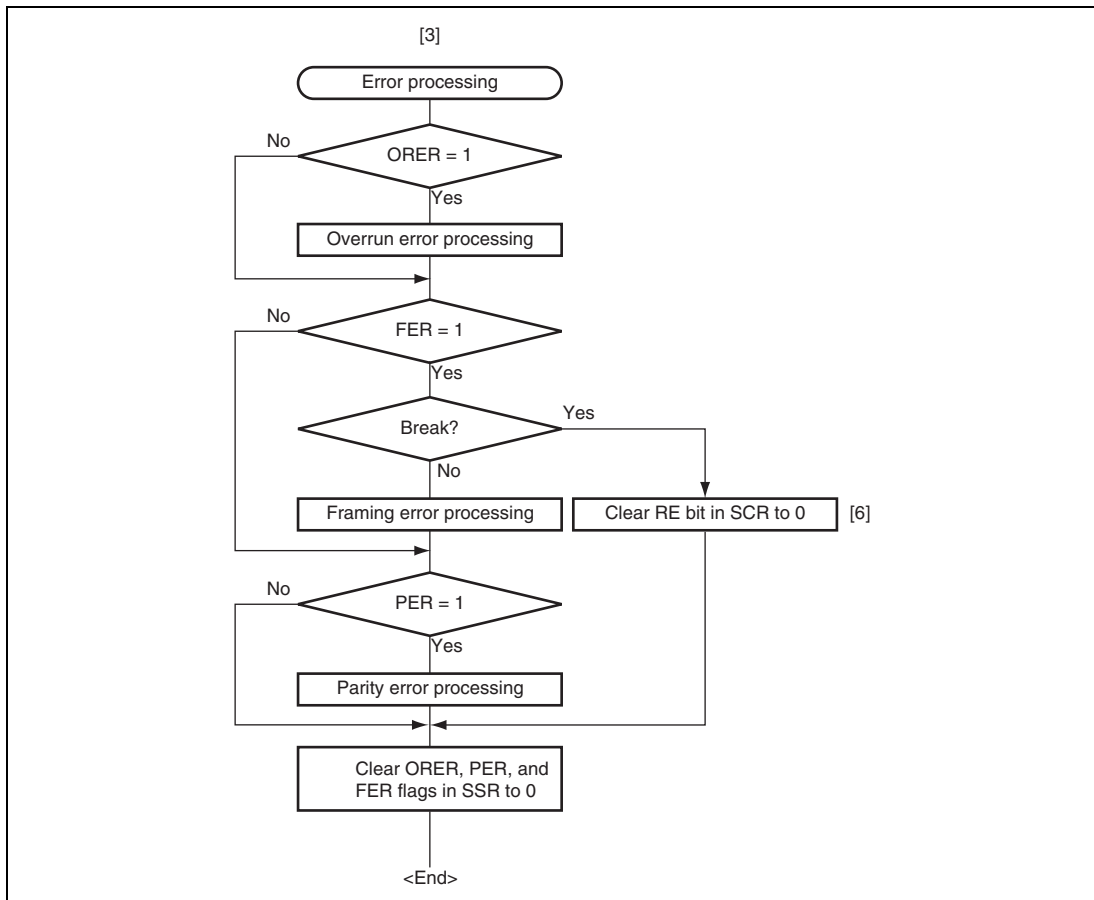 [3]
Error processing
No
ORER = 1
Yes
Overrun error processing
No
FER = 1
Yes
Break?
Yes
No
Framing error processing
Clear RE bit in SCR to 0
[6]
No
PER = 1
Yes
Parity error processing
Clear ORER, PER, and
FER flags in SSR to 0
<End>